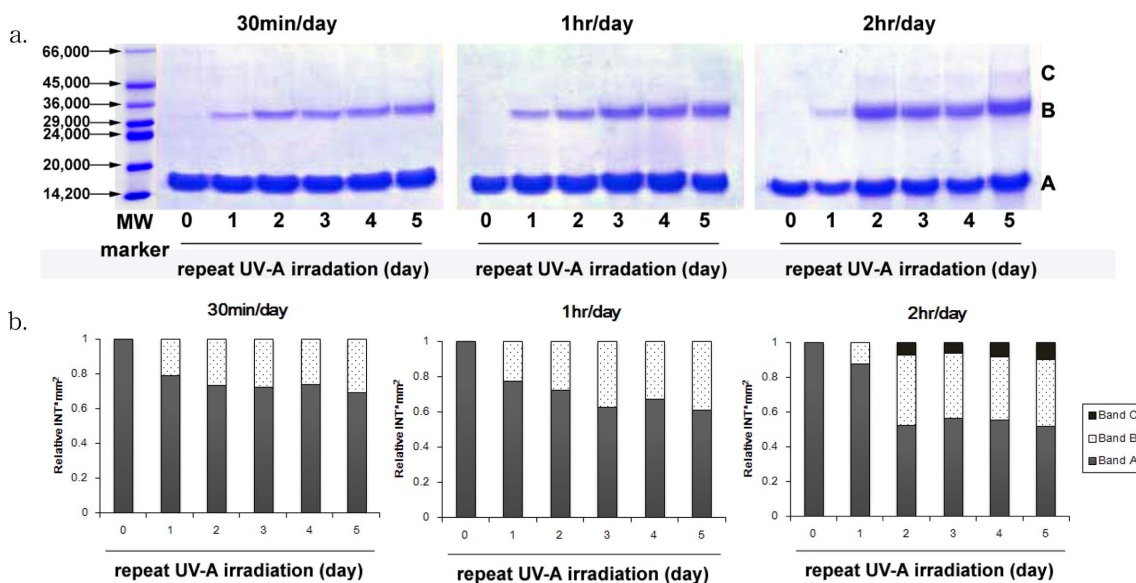 a.
30min/day 1hr/day 2hr/day
66,000
45,000
36,000
29,000
24,000
20,000
14,200
C
B
A
MW
marker
0 1 2 3 4 5
0 1 2 3 4 5
0 1 2 3 4 5
repeat UV-A irradiation (day) repeat UV-A irradiation (day) repeat UV-A irradiation (day)
b.
30min/day
Relative INT*mm²
1
0.8
0.6
0.4
0.2
0
0 1 2 3 4 5
repeat UV-A irradiation (day)
1hr/day
Relative INT*mm²
1
0.8
0.6
0.4
0.2
0
0 1 2 3 4 5
repeat UV-A irradiation (day)
2hr/day
Relative INT*mm²
1
0.8
0.6
0.4
0.2
0
0 1 2 3 4 5
repeat UV-A irradiation (day)
Band C
Band B
Band A